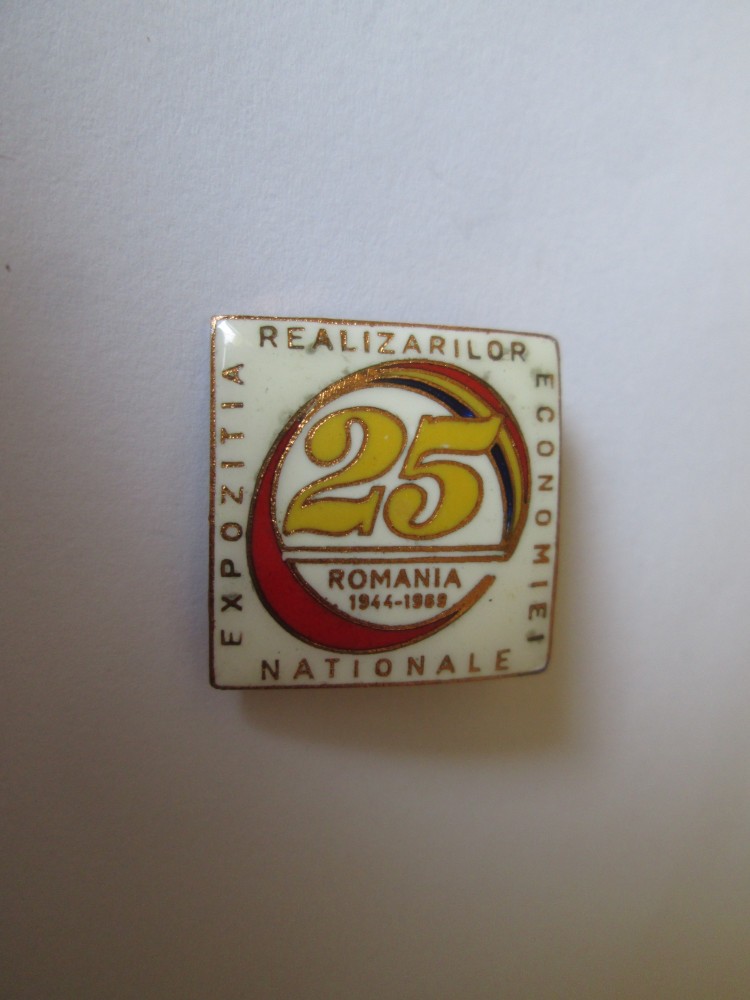 EXPOZITIA
REALIZARILOR
ECONOMIEI
NATIONALE
25
ROMANIA
1944-1969